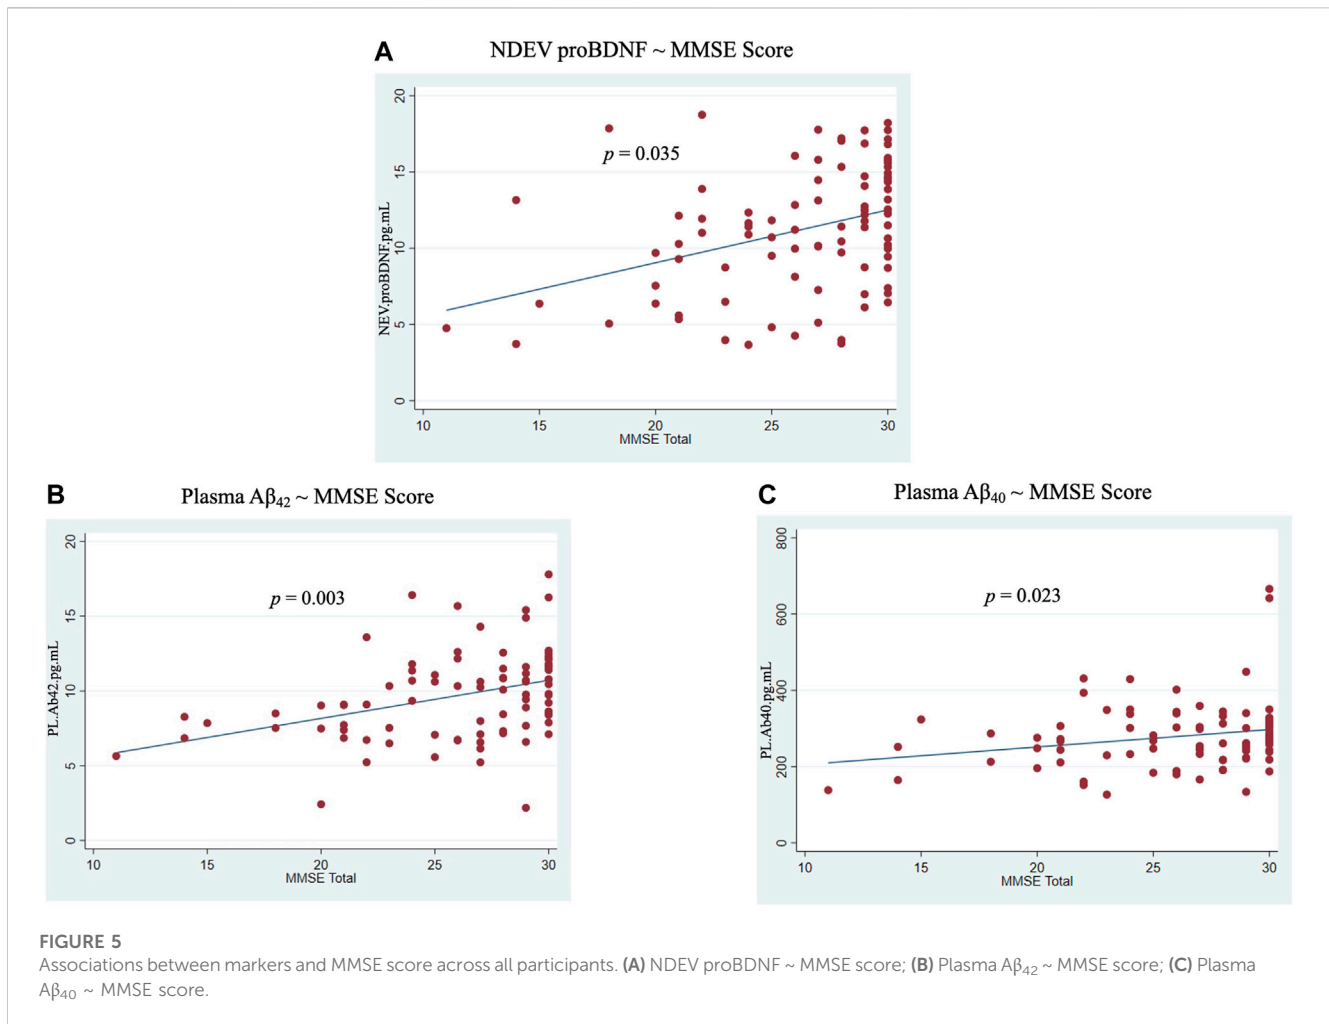 A
NDEV proBDNF ~ MMSE Score
20
15
10
5
0
NEV.proBDNF.pg.mL
p = 0.035
10 15 20 25 30
MMSE Total
B
Plasma Aβ42 ~ MMSE Score
20
15
10
5
0
PL.Ab42.pg.mL
p = 0.003
10 15 20 25 30
MMSE Total
C
Plasma Aβ40 ~ MMSE Score
800
600
400
200
0
PL.Ab40.pg.mL
p = 0.023
10 15 20 25 30
MMSE Total
FIGURE 5
Associations between markers and MMSE score across all participants. (A) NDEV proBDNF ~ MMSE score; (B) Plasma Aβ42 ~ MMSE score; (C) Plasma
Aβ40 ~ MMSE score.